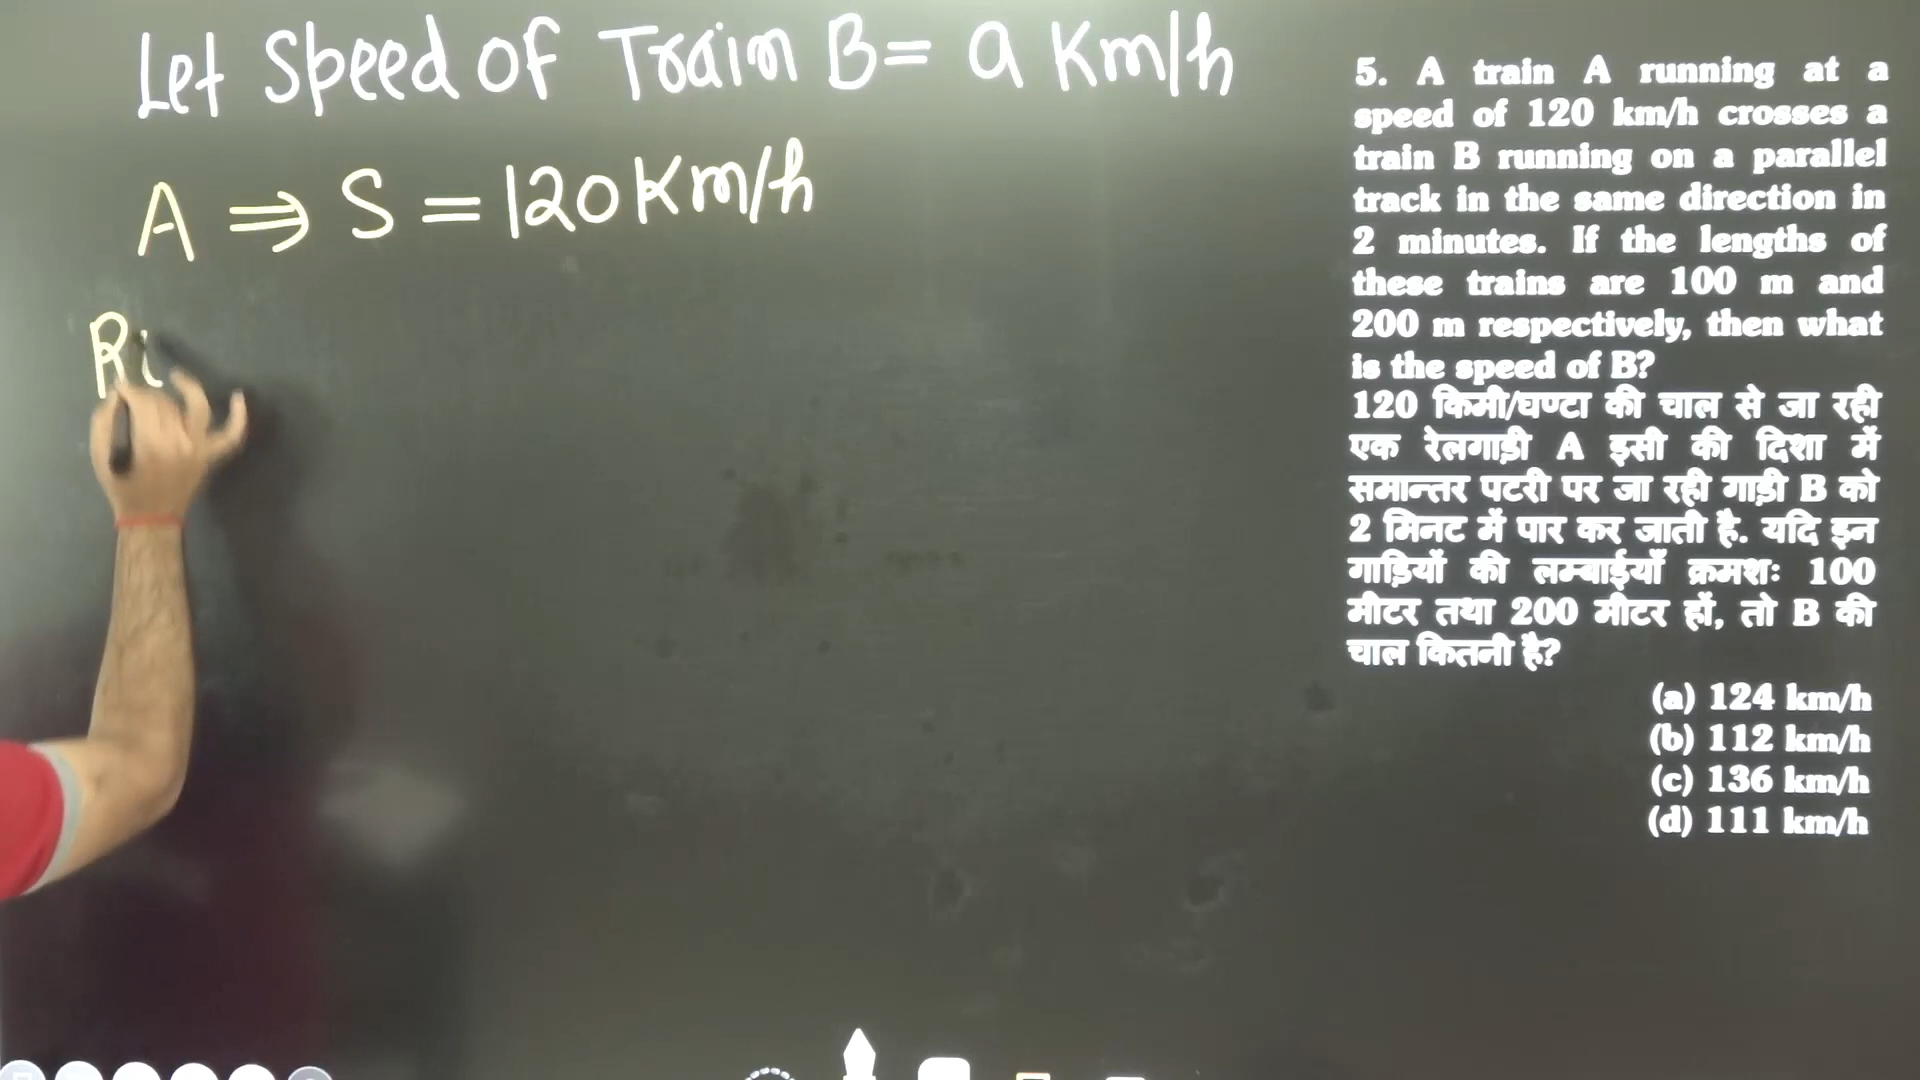 Let Speed of Train B= a Km/h
A ⇒ S = 120Km/h
Ri
5. A train A running at a
speed of 120 km/h crosses a
train B running on a parallel
track in the same direction in
2 minutes. If the lengths of
these trains are 100 m and
200 m respectively, then what
is the speed of B?
120 किमी/घण्टा की चाल से जा रही
एक रेलगाड़ी A इसी की दिशा में
समान्तर पटरी पर जा रही गाड़ी B को
2 मिनट में पार कर जाती है. यदि इन
गाड़ियों की लम्बाईयाँ क्रमशः 100
मीटर तथा 200 मीटर हों, तो B की
चाल कितनी है?
(a) 124 km/h
(b) 112 km/h
(c) 136 km/h
(d) 111 km/h